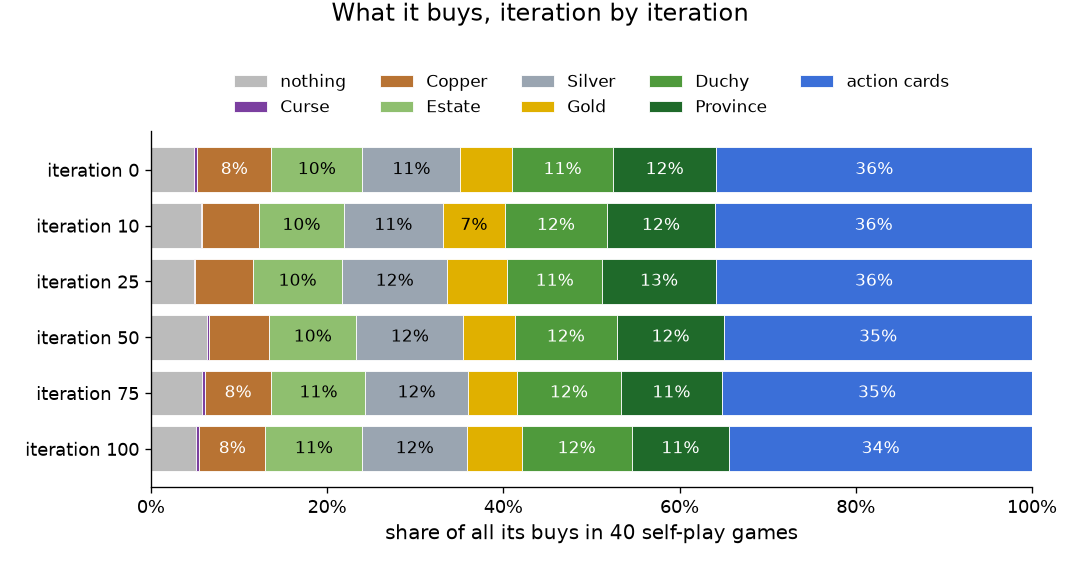 What it buys, iteration by iteration
nothing Copper Silver Duchy action cards
Curse Estate Gold Province
iteration 0 8% 10% 11% 11% 12% 36%
iteration 10 10% 11% 7% 12% 12% 36%
iteration 25 10% 12% 11% 13% 36%
iteration 50 10% 12% 12% 12% 35%
iteration 75 8% 11% 12% 12% 11% 35%
iteration 100 8% 11% 12% 12% 11% 34%
0% 20% 40% 60% 80% 100%
share of all its buys in 40 self-play games